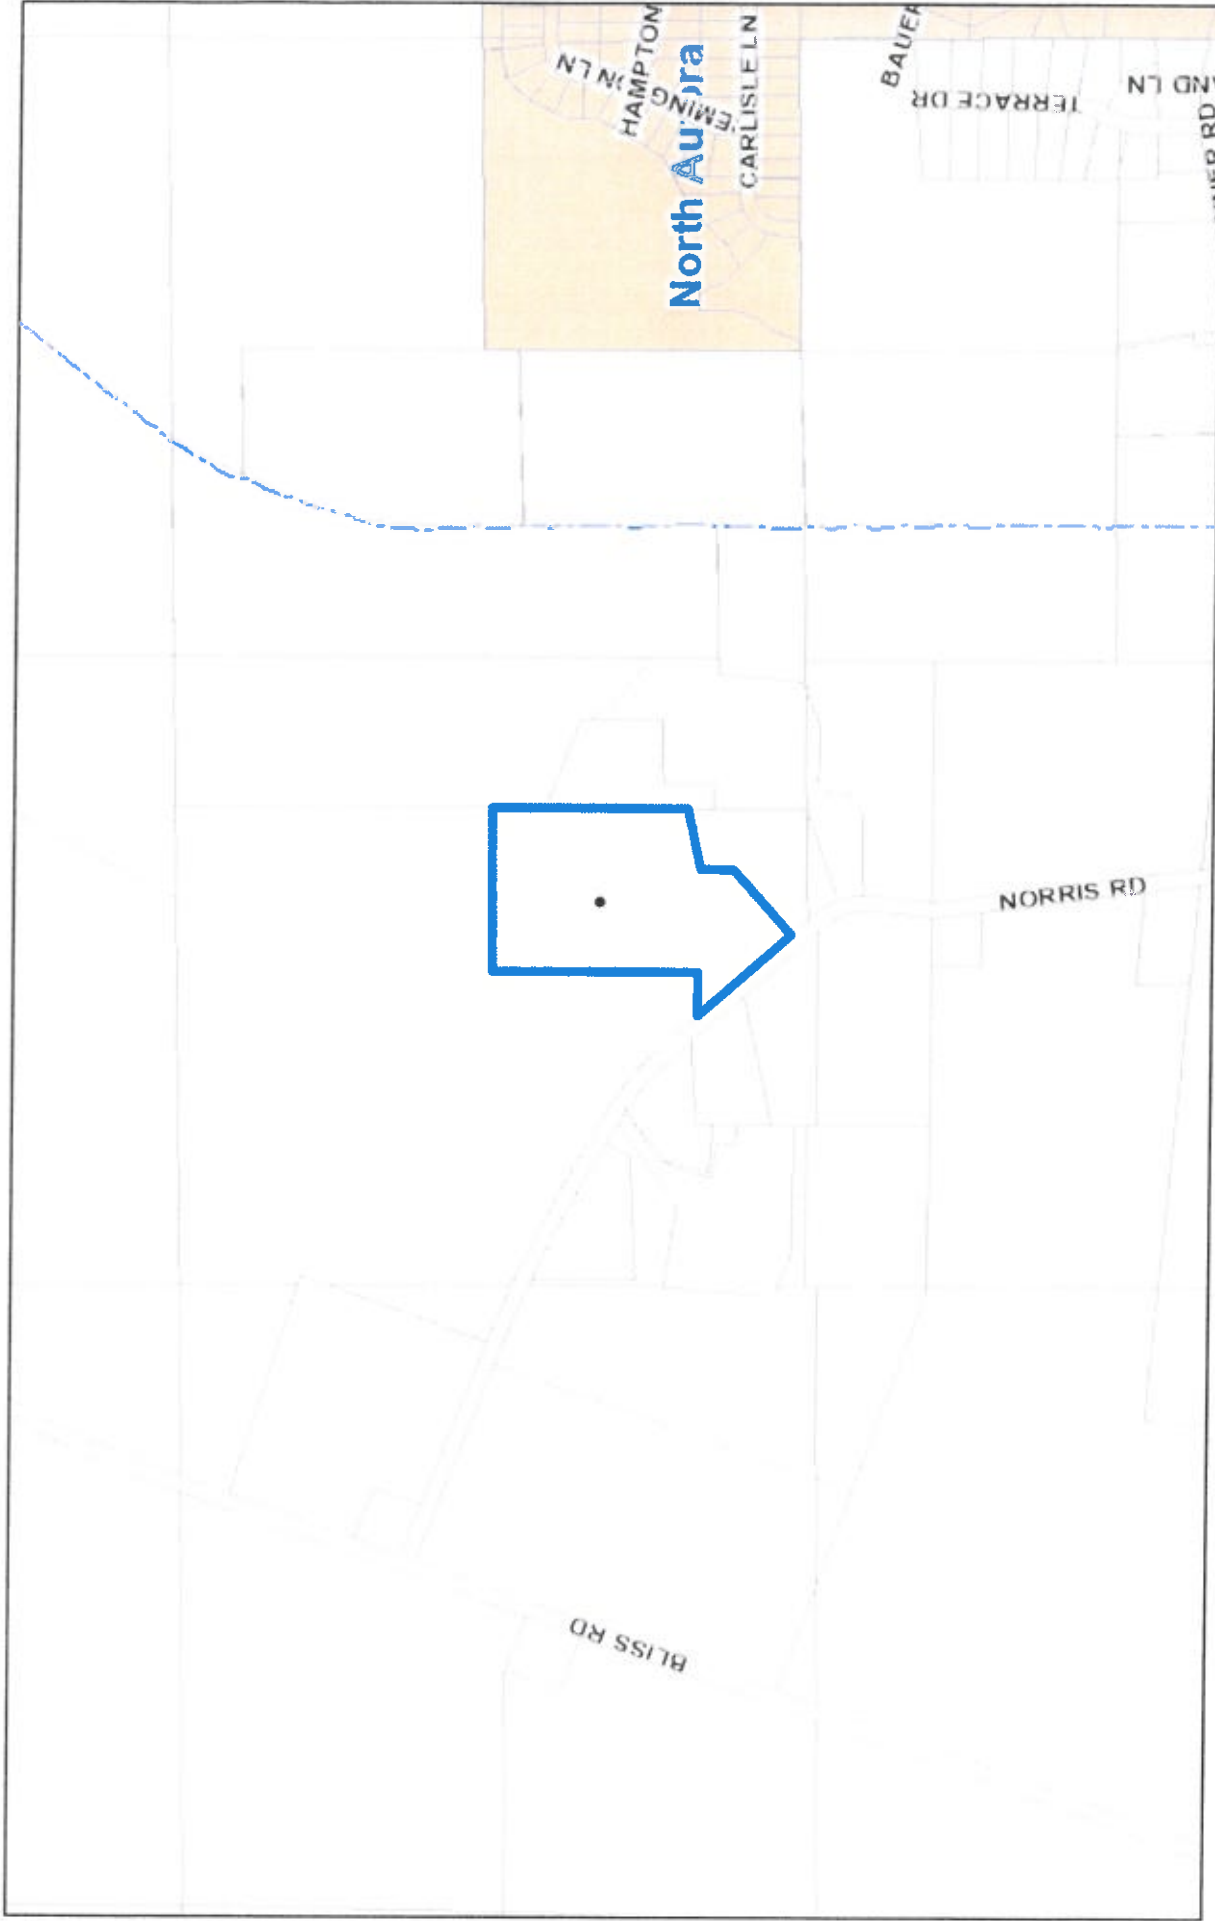 HAMPTON
CARLISLE LN
North Aurora
BAUER
TERRACE DR
NORRIS RD
BLISS RD